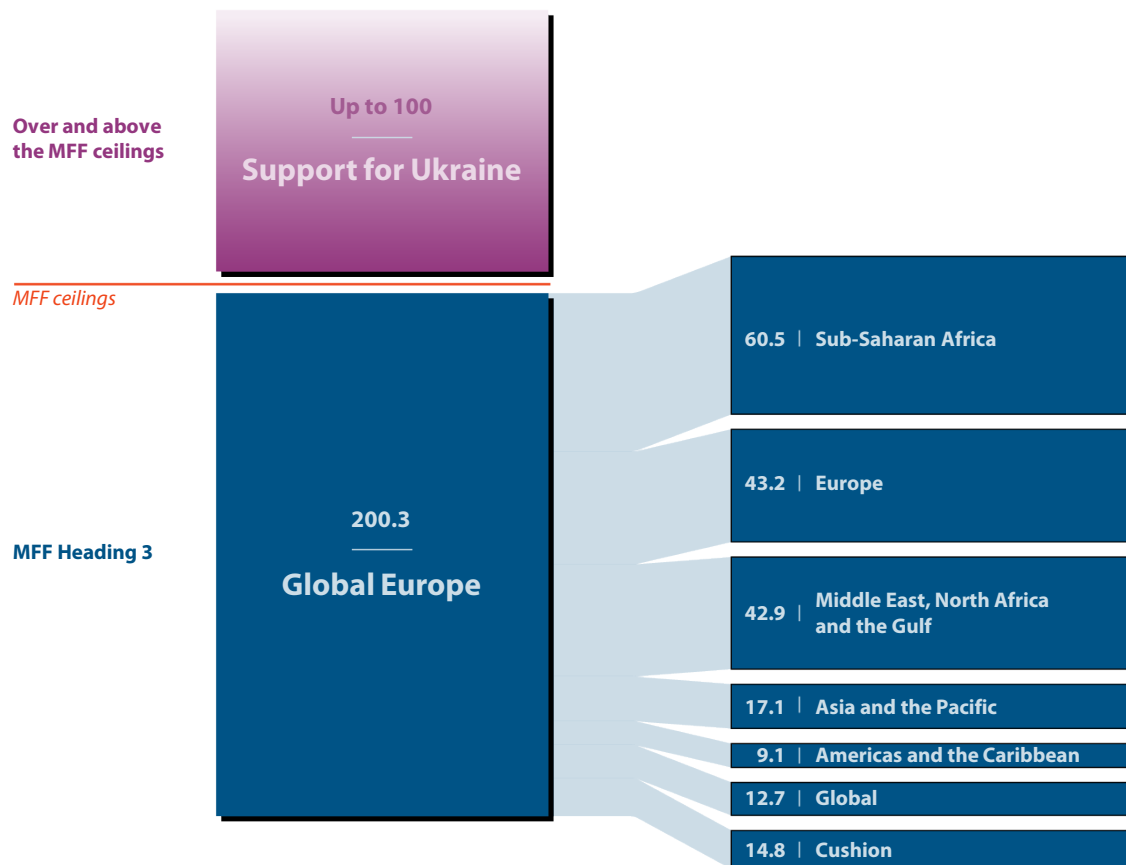 Up to 100
Support for Ukraine
Over and above
the MFF ceilings
MFF ceilings
MFF Heading 3
200.3
Global Europe
60.5 | Sub-Saharan Africa
43.2 | Europe
42.9 | Middle East, North Africa
and the Gulf
17.1 | Asia and the Pacific
9.1 | Americas and the Caribbean
12.7 | Global
14.8 | Cushion